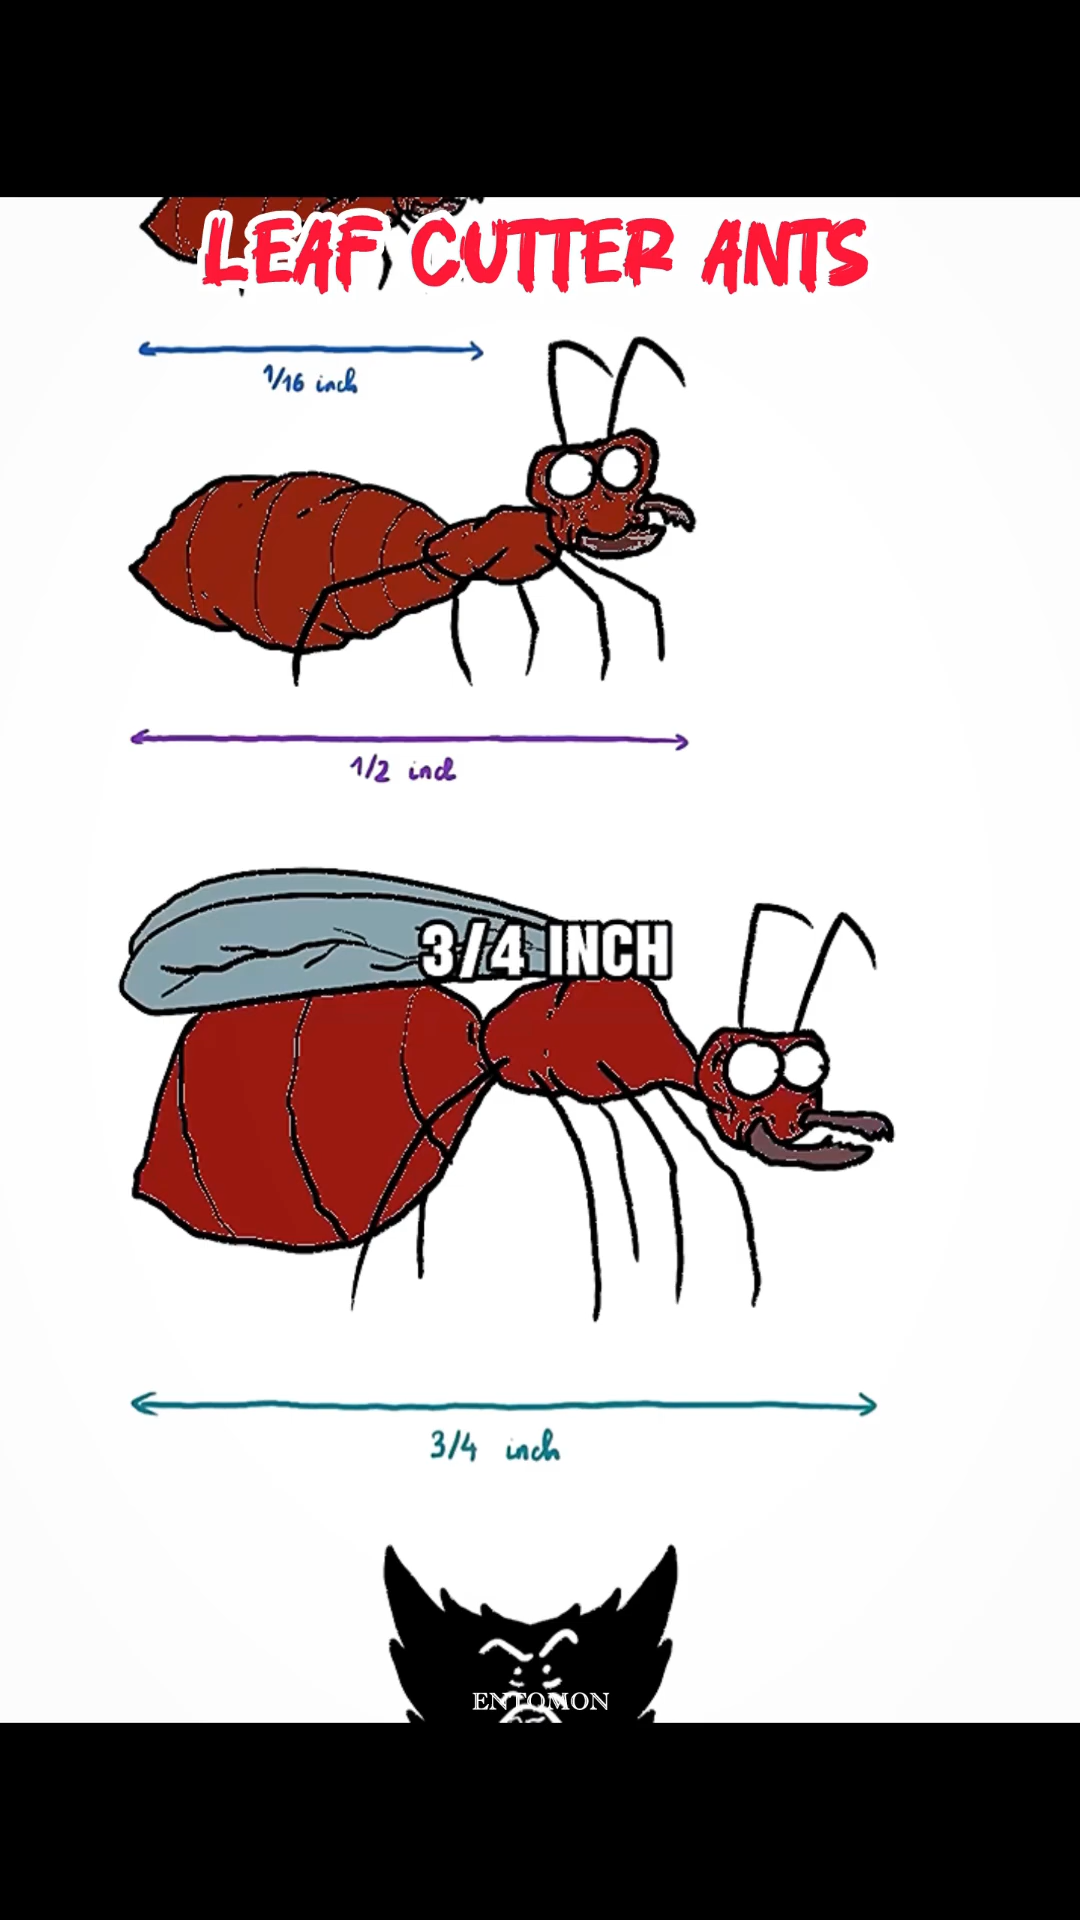 LEAF CUTTER ANTS
1/16 inch
1/2 inch
3/4 INCH
3/4 inch
ENTOMON